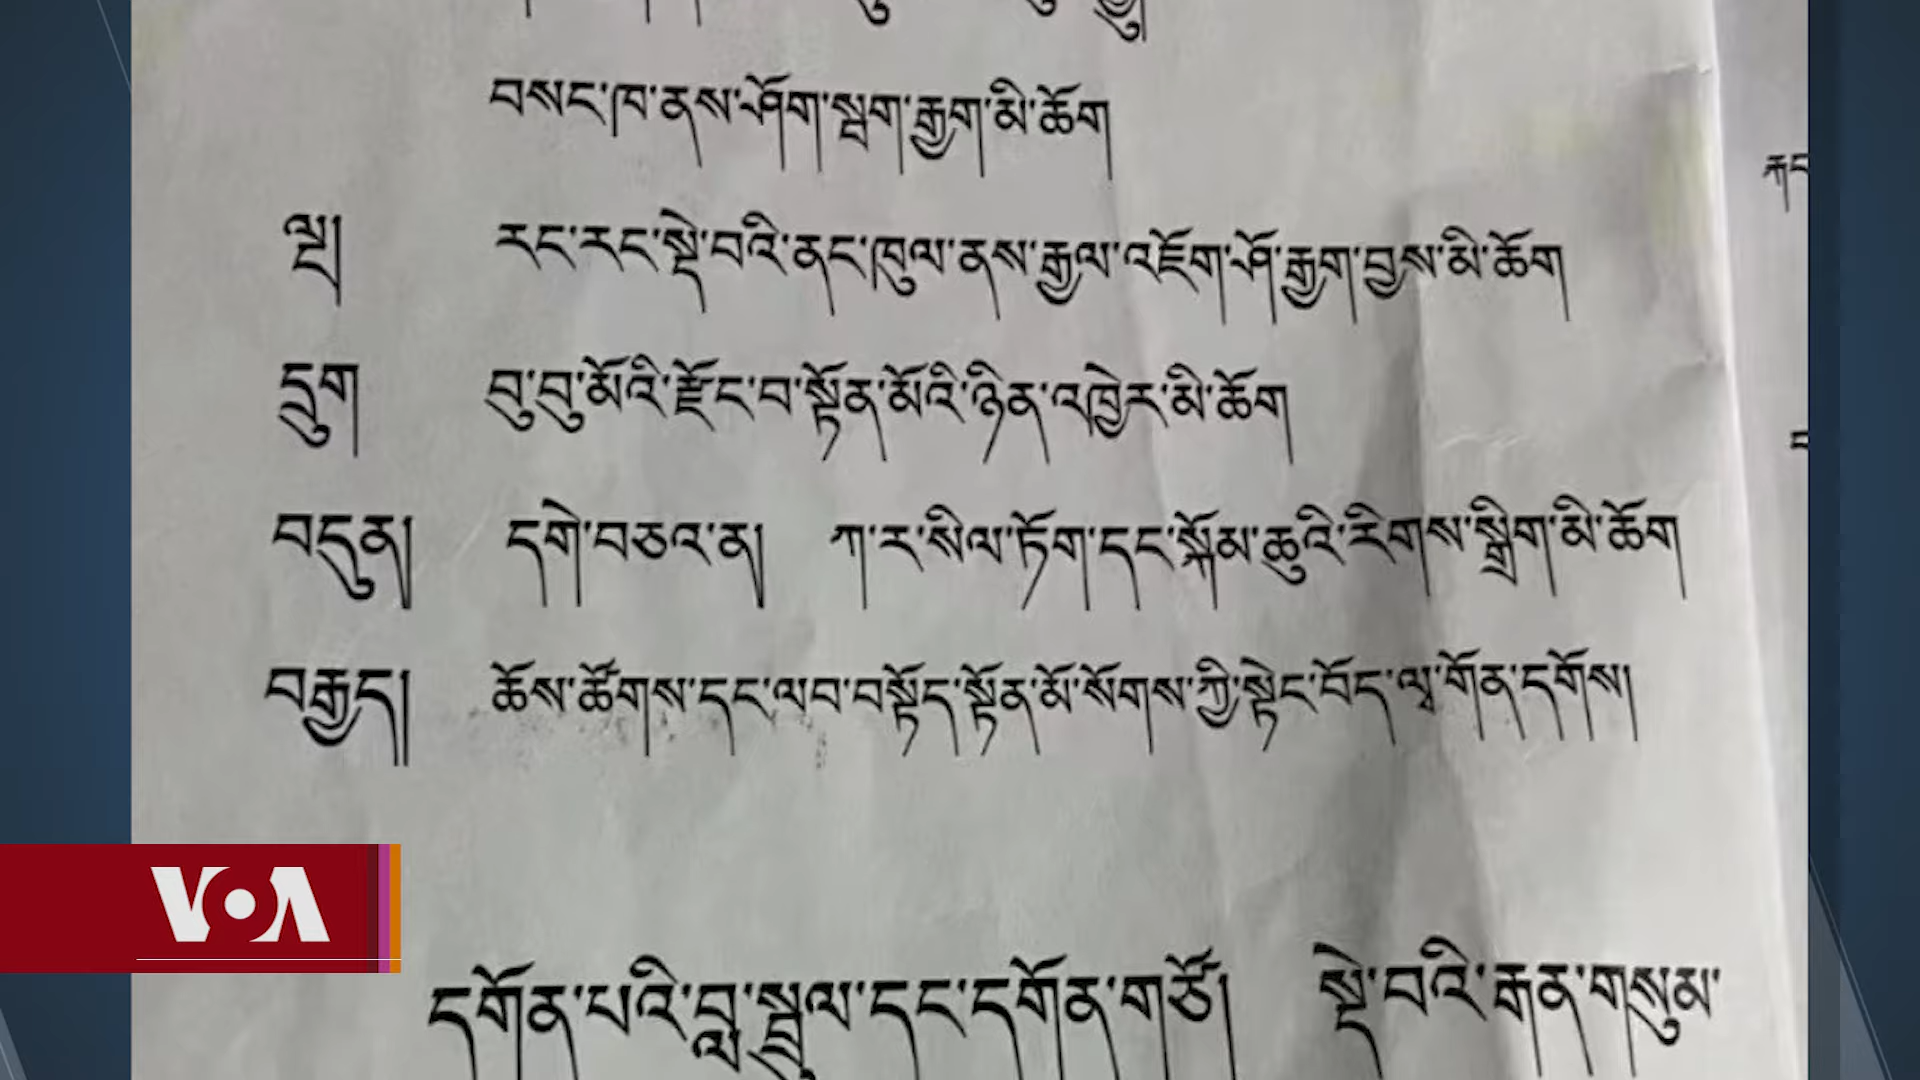 བསང་ཁ་ནས་ཤོག་སྦག་རྒྱག་མི་ཆོག
ལྔ། རང་རང་སྡེ་བའི་ནང་ཁུལ་ནས་རྒྱལ་འཛོག་ཤོ་རྒྱག་བྱས་མི་ཆོག
དྲུག བུ་བུ་མོའི་རྫོང་བ་སྟོན་མོའི་ཉིན་འཁྱེར་མི་ཆོག
བདུན། དགེ་བཅའ་ན། ཀ་ར་སིལ་ཏོག་དང་སྐོམ་ཆུའི་རིགས་སྒྲིག་མི་ཆོག
བརྒྱད། ཆོས་ཚོགས་དང་ལབ་བསྟོད་སྟོན་མོ་སོགས་ཀྱི་སྟེང་བོད་ལྭ་གོན་དགོས།
VOA
དགོན་པའི་བླ་སྤྲུལ་དང་དགོན་གཙོ། སྡེ་བའི་རྒན་གསུམ་